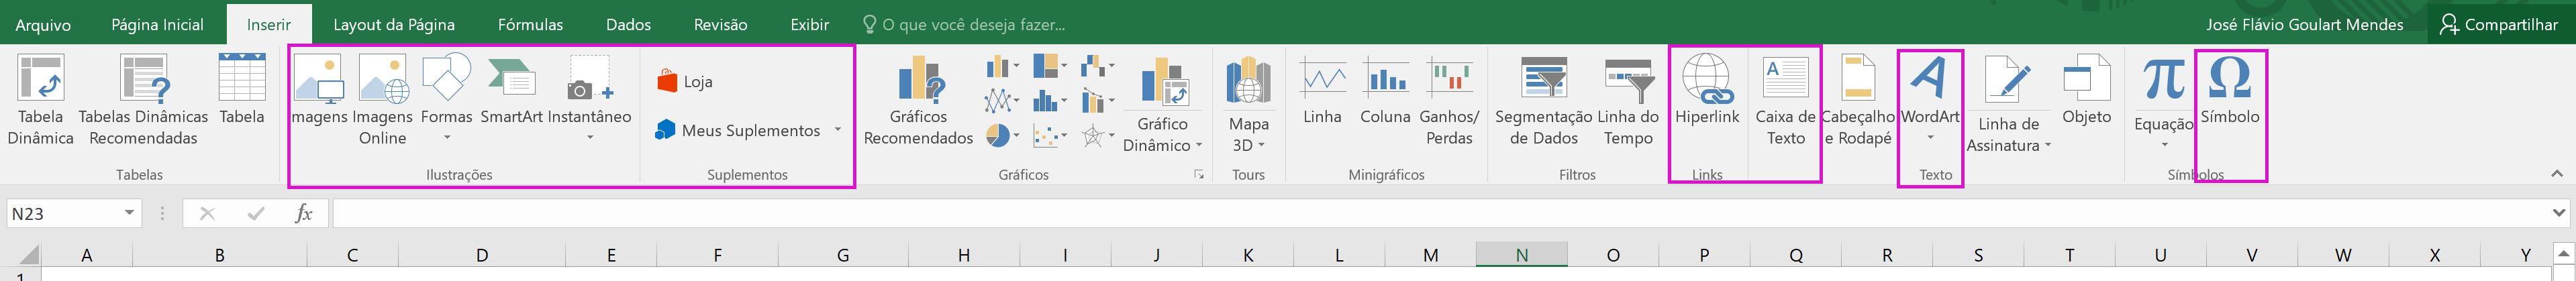 Arquivo Página Inicial Inserir Layout da Página Fórmulas Dados Revisão Exibir O que você deseja fazer... José Flávio Goulart Mendes Compartilhar
Tabela Dinâmica
Tabelas Dinâmicas Recomendadas
Tabela
Tabelas
magens
Imagens Online
Formas
SmartArt
Instantâneo
Ilustrações
Loja
Meus Suplementos
Suplementos
Gráficos Recomendados
Gráfico Dinâmico
Gráficos
Mapa 3D
Tours
Linha
Coluna
Ganhos/ Perdas
Minigráficos
Segmentação de Dados
Linha do Tempo
Filtros
Hiperlink
Links
Caixa de Texto
Cabeçalho e Rodapé
WordArt
Linha de Assinatura
Objeto
Texto
π
Equação
Ω
Símbolo
Símbolos
N23 fx
A B C D E F G H I J K L M N O P Q R S T U V W X Y
1